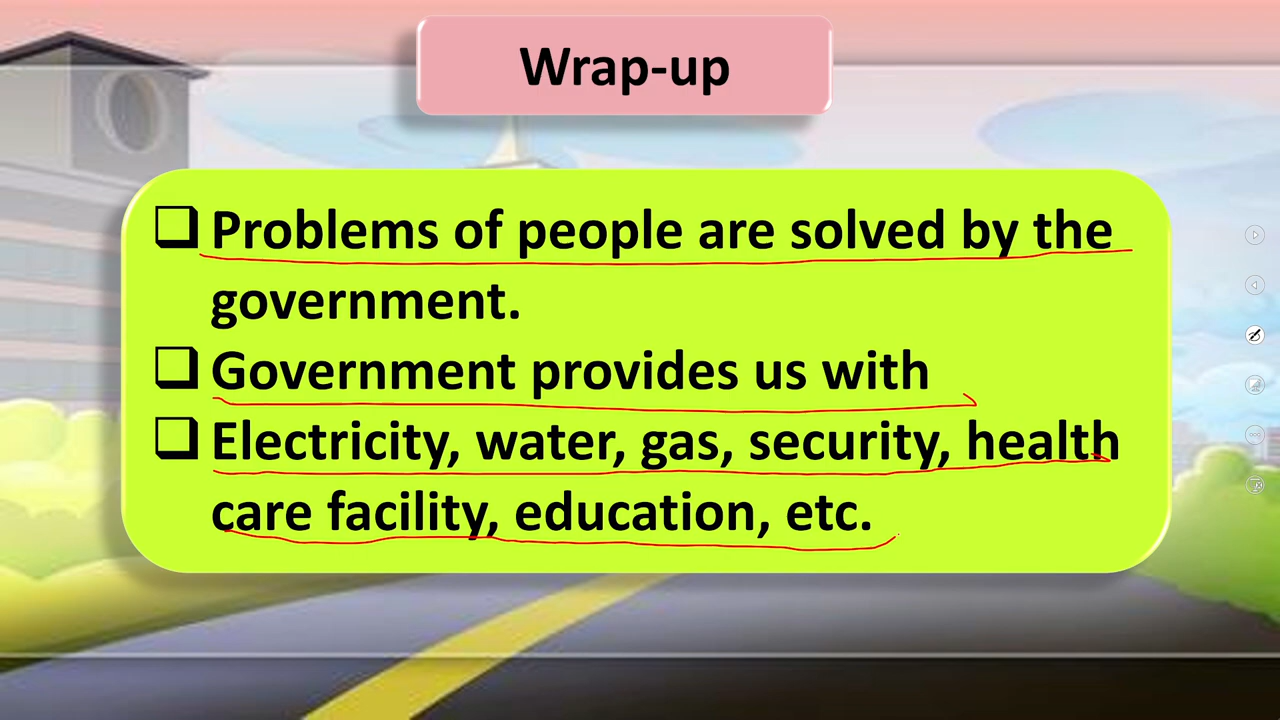 Wrap-up
❑ Problems of people are solved by the
government.
❑ Government provides us with
❑ Electricity, water, gas, security, health
care facility, education, etc.